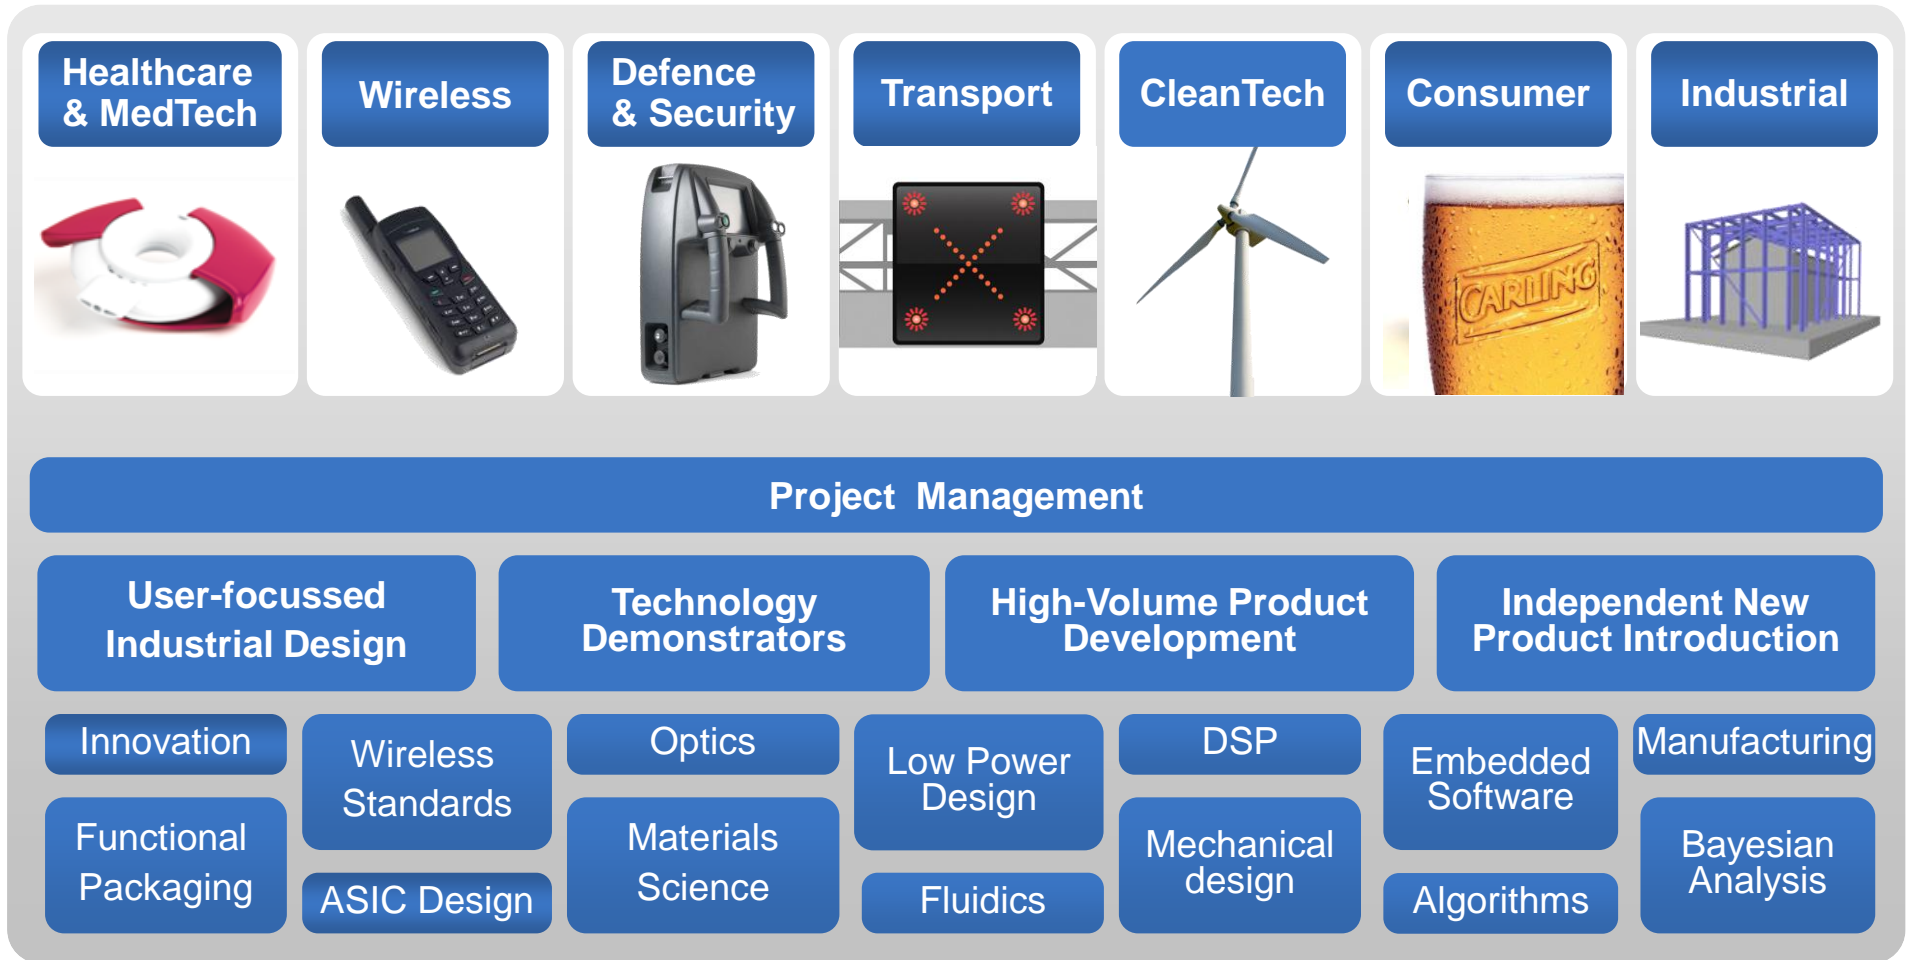 Healthcare
& MedTech
Wireless
Defence
& Security
Transport
CleanTech
Consumer
Industrial
CARLING
Project Management
User-focussed
Industrial Design
Technology
Demonstrators
High-Volume Product
Development
Independent New
Product Introduction
Innovation
Wireless
Standards
Optics
Low Power
Design
DSP
Embedded
Software
Manufacturing
Functional
Packaging
ASIC Design
Materials
Science
Fluidics
Mechanical
design
Algorithms
Bayesian
Analysis